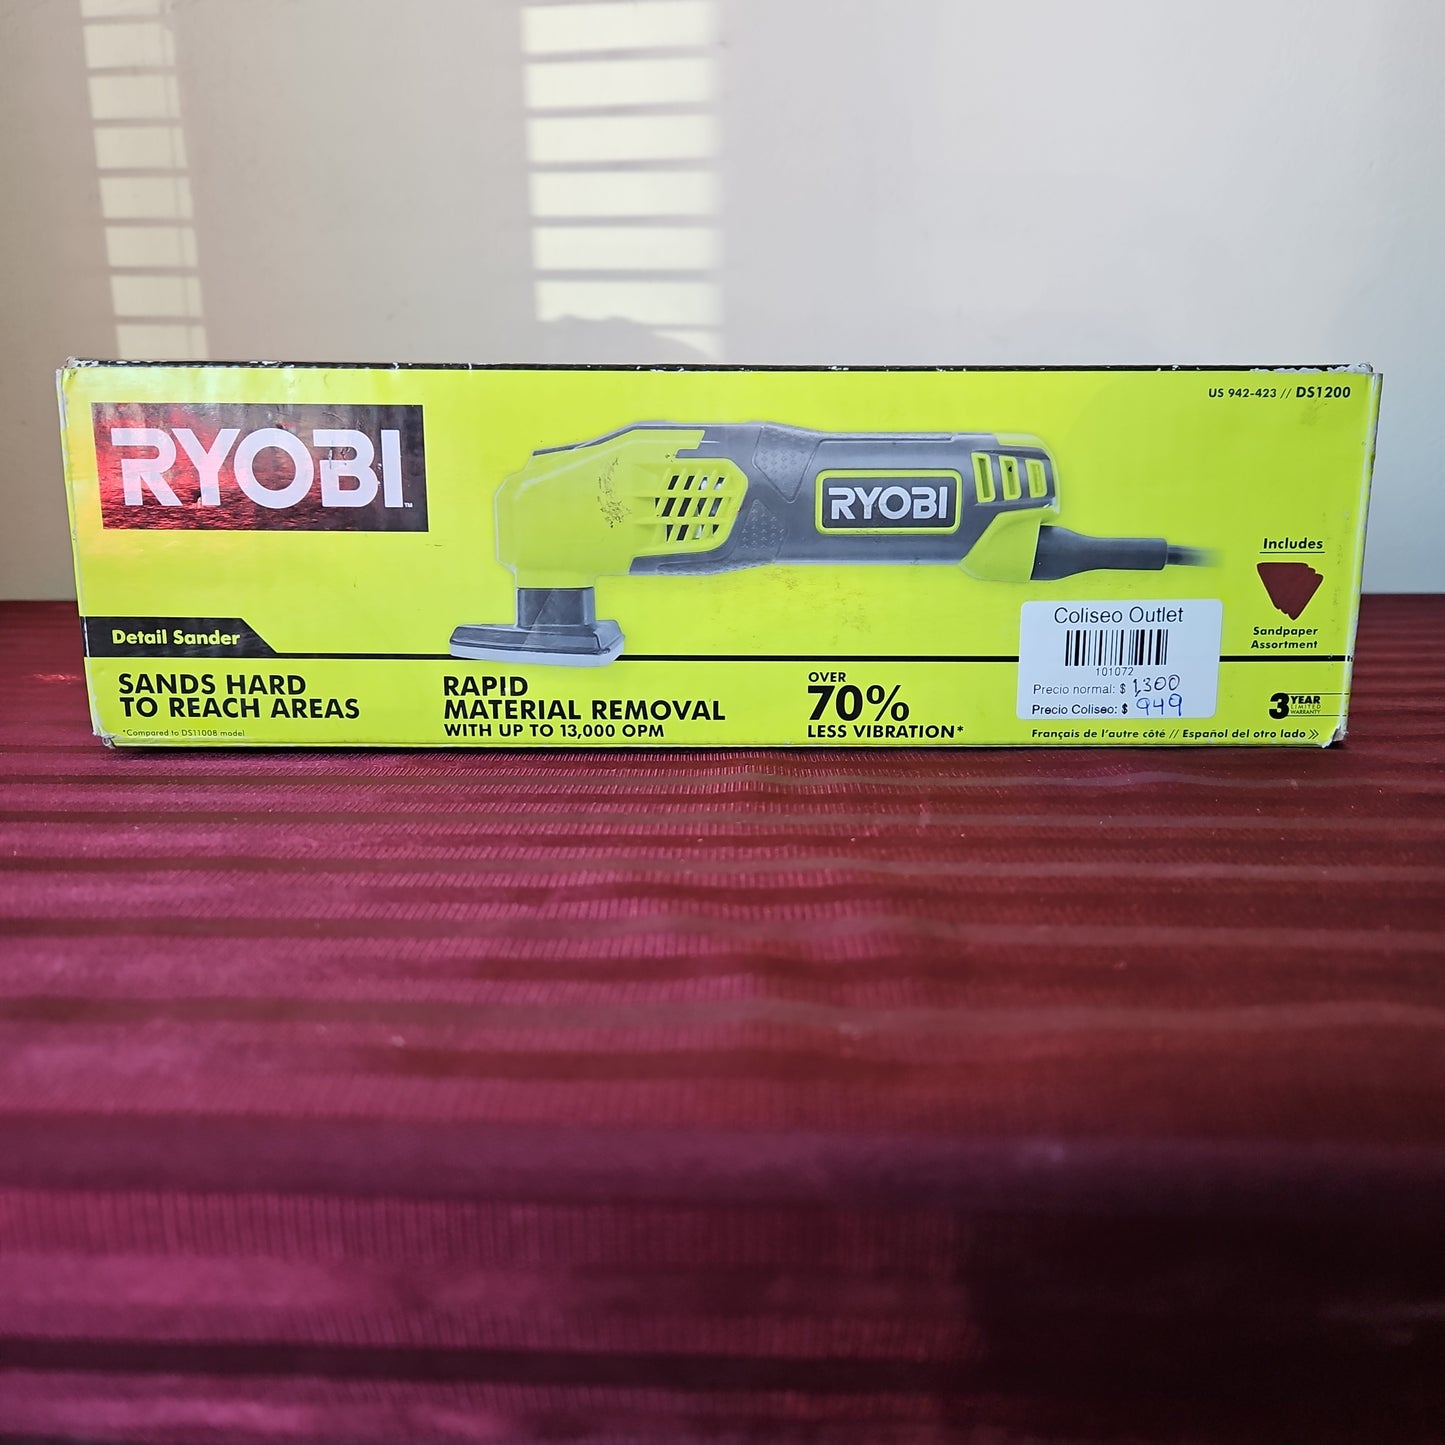 US 942-423 // DS1200
RYOBI™
RYOBI
Includes
Sandpaper
Assortment
Detail Sander
SANDS HARD
TO REACH AREAS
*Compared to DS1100B model
RAPID
MATERIAL REMOVAL
WITH UP TO 13,000 OPM
OVER
70%
LESS VIBRATION*
Coliseo Outlet
101072
Precio normal: $ 1,300
Precio Coliseo: $ 949
3 YEAR
LIMITED
WARRANTY
Français de l'autre côté // Español del otro lado »